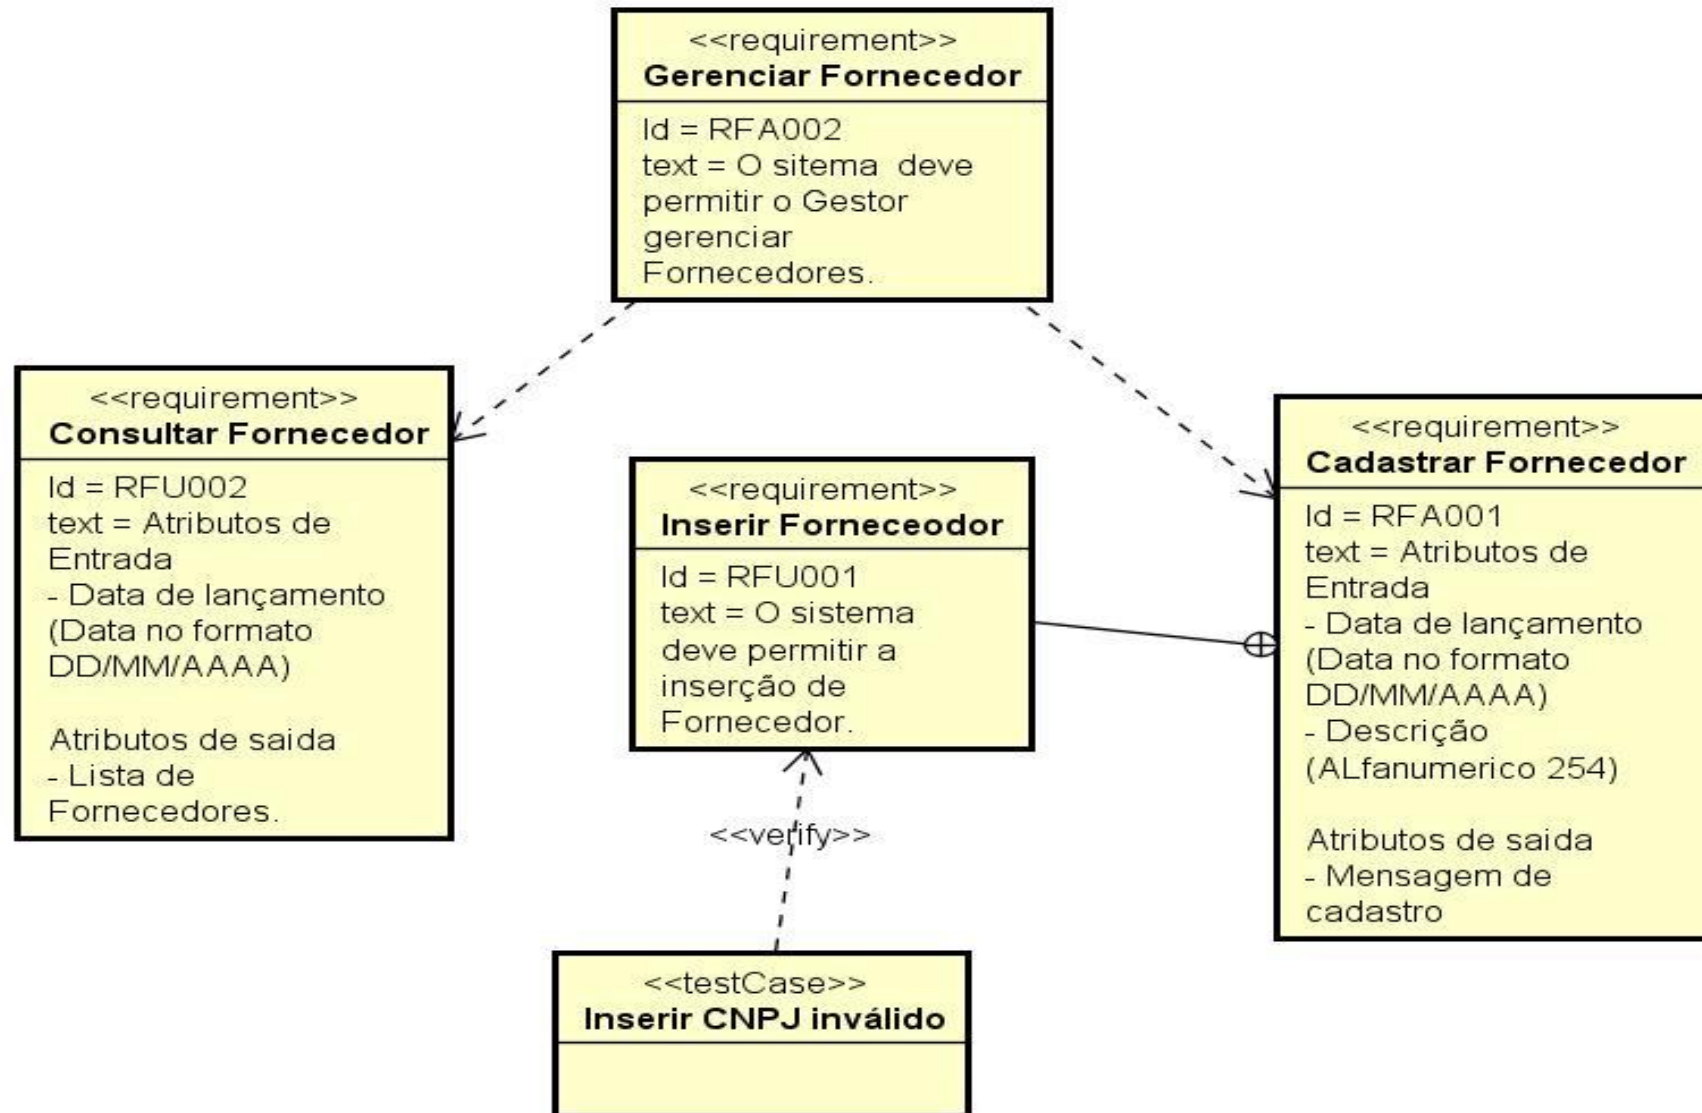 <<requirement>>
Gerenciar Fornecedor
Id = RFA002
text = O sitema  deve
permitir o Gestor
gerenciar
Fornecedores.
<<requirement>>
Consultar Fornecedor
Id = RFU002
text = Atributos de
Entrada
- Data de lançamento
(Data no formato
DD/MM/AAAA)
Atributos de saida
- Lista de
Fornecedores.
<<requirement>>
Inserir Forneceodor
Id = RFU001
text = O sistema
deve permitir a
inserção de
Fornecedor.
<<requirement>>
Cadastrar Fornecedor
Id = RFA001
text = Atributos de
Entrada
- Data de lançamento
(Data no formato
DD/MM/AAAA)
- Descrição
(ALfanumerico 254)
Atributos de saida
- Mensagem de
cadastro
<<verify>>
<<testCase>>
Inserir CNPJ inválido